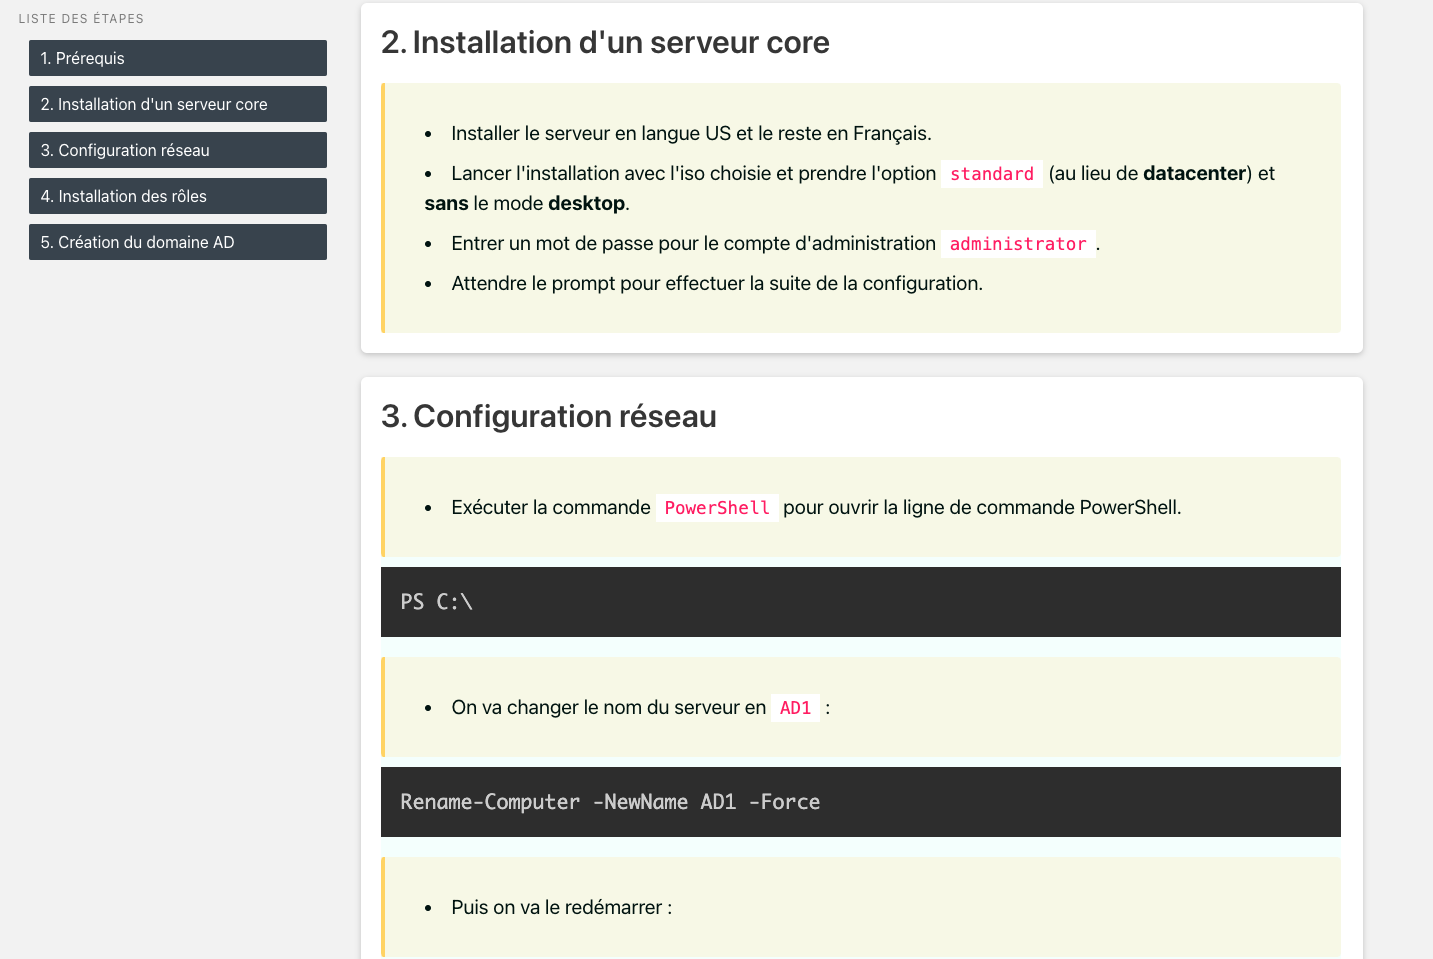 LISTE DES ÉTAPES
1. Prérequis
2. Installation d'un serveur core
3. Configuration réseau
4. Installation des rôles
5. Création du domaine AD
2. Installation d'un serveur core
• Installer le serveur en langue US et le reste en Français.
• Lancer l'installation avec l'iso choisie et prendre l'option standard (au lieu de datacenter) et
sans le mode desktop.
• Entrer un mot de passe pour le compte d'administration administrator.
• Attendre le prompt pour effectuer la suite de la configuration.
3. Configuration réseau
• Exécuter la commande PowerShell pour ouvrir la ligne de commande PowerShell.
PS C:\
• On va changer le nom du serveur en AD1 :
Rename-Computer -NewName AD1 -Force
• Puis on va le redémarrer :